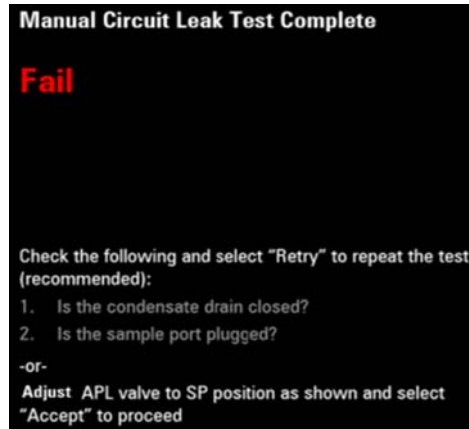 Manual Circuit Leak Test Complete
Fail
Check the following and select "Retry" to repeat the test
(recommended):
1. Is the condensate drain closed?
2. Is the sample port plugged?
-or-
Adjust APL valve to SP position as shown and select
"Accept" to proceed